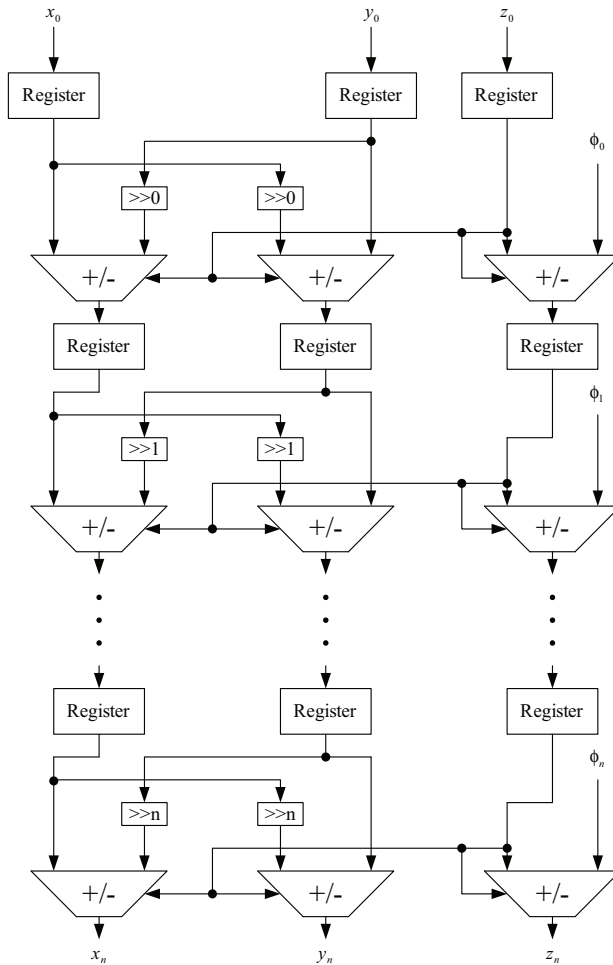 x₀ y₀ z₀
Register Register Register
ϕ₀
>>0 >>0
+/- +/- +/-
Register Register Register
ϕ₁
>>1 >>1
+/- +/- +/-
Register Register Register
ϕₙ
>>n >>n
+/- +/- +/-
xₙ yₙ zₙ